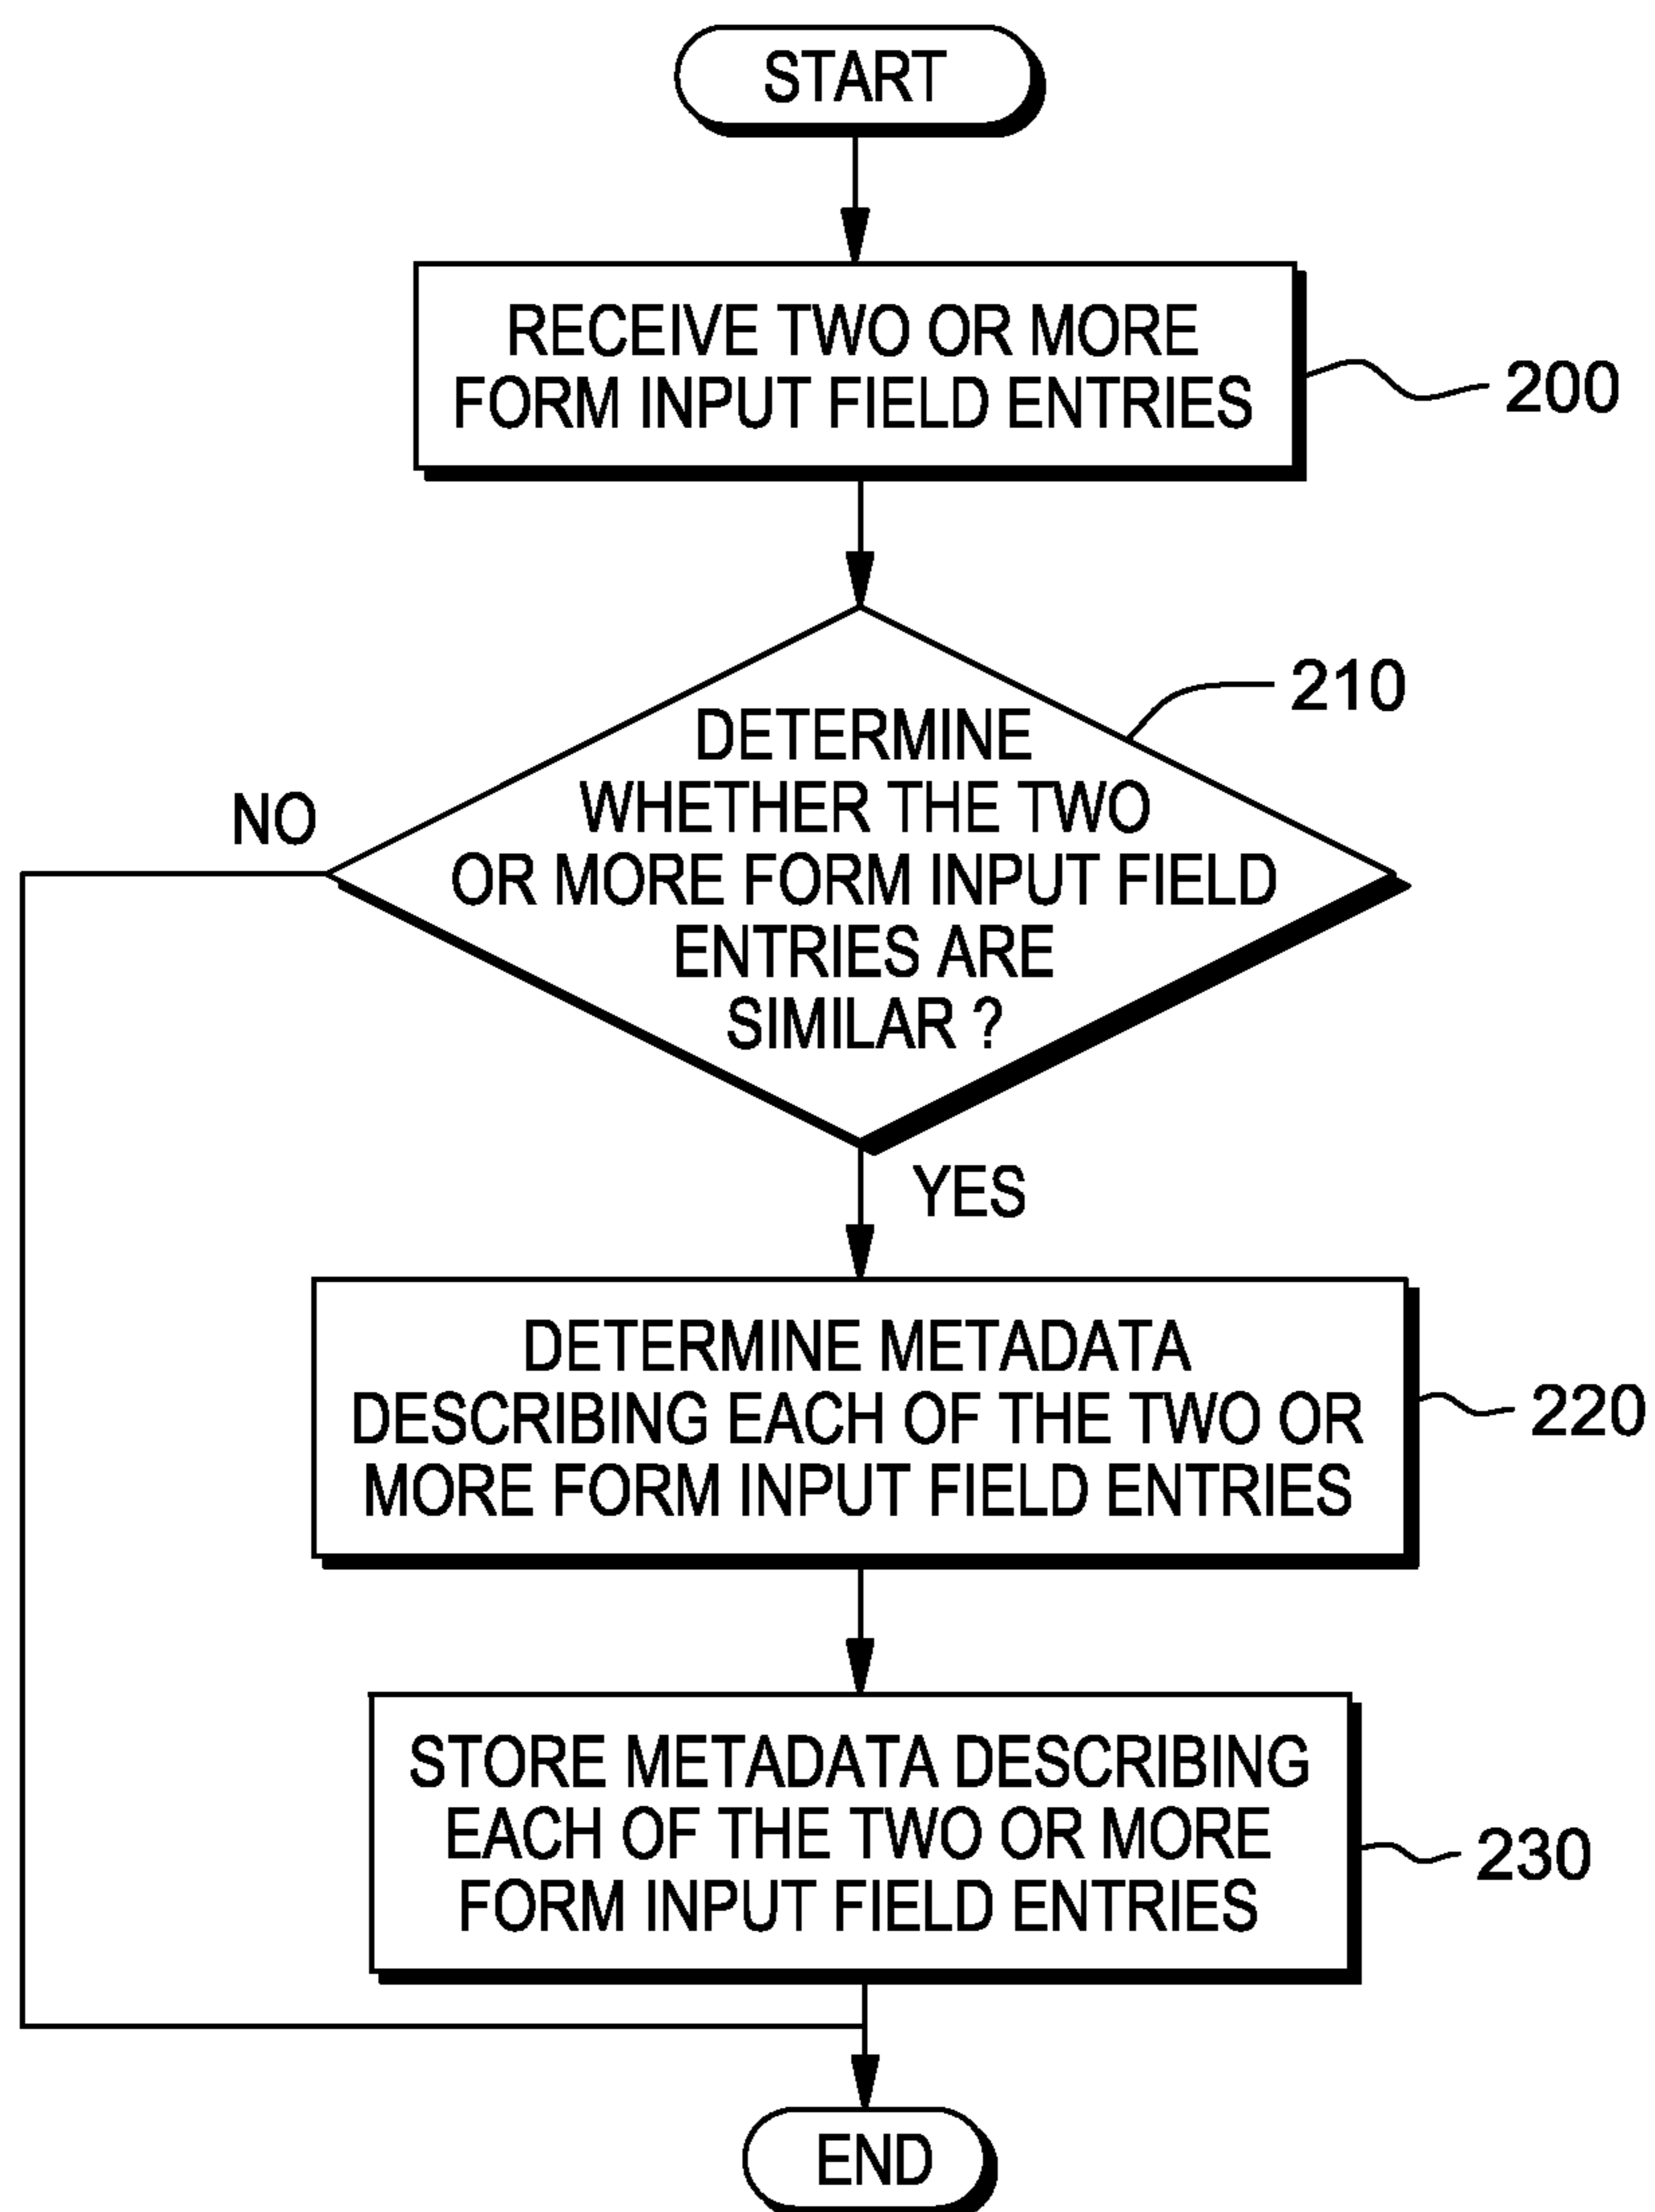 START
RECEIVE TWO OR MORE
FORM INPUT FIELD ENTRIES
200
DETERMINE
WHETHER THE TWO
OR MORE FORM INPUT FIELD
ENTRIES ARE
SIMILAR ?
210
NO
YES
DETERMINE METADATA
DESCRIBING EACH OF THE TWO OR
MORE FORM INPUT FIELD ENTRIES
220
STORE METADATA DESCRIBING
EACH OF THE TWO OR MORE
FORM INPUT FIELD ENTRIES
230
END